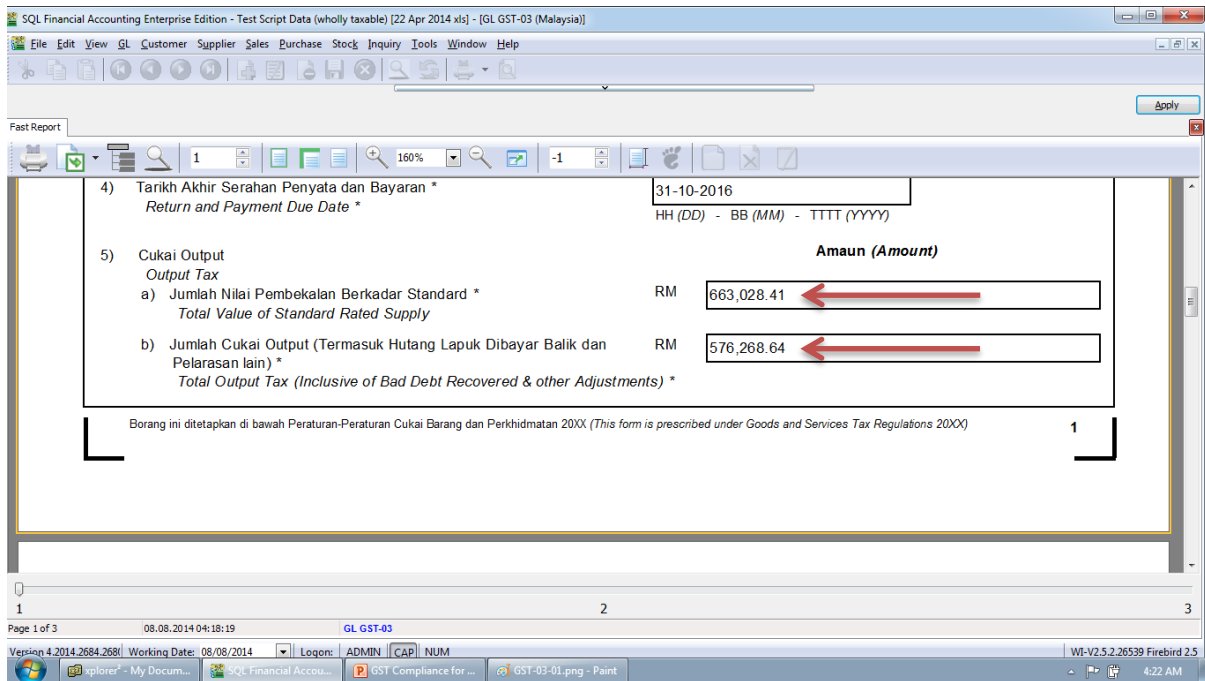 SQL Financial Accounting Enterprise Edition - Test Script Data (wholly taxable) [22 Apr 2014 xls] - [GL GST-03 (Malaysia)]
File Edit View GL Customer Supplier Sales Purchase Stock Inquiry Tools Window Help
Apply
Fast Report
1 160% -1
4) Tarikh Akhir Serahan Penyata dan Bayaran * 31-10-2016
Return and Payment Due Date * HH (DD) - BB (MM) - TTTT (YYYY)
5) Cukai Output Amaun (Amount)
Output Tax
a) Jumlah Nilai Pembekalan Berkadar Standard * RM 663,028.41
Total Value of Standard Rated Supply
b) Jumlah Cukai Output (Termasuk Hutang Lapuk Dibayar Balik dan RM 576,268.64
Pelarasan lain) *
Total Output Tax (Inclusive of Bad Debt Recovered & other Adjustments) *
Borang ini ditetapkan di bawah Peraturan-Peraturan Cukai Barang dan Perkhidmatan 20XX (This form is prescribed under Goods and Services Tax Regulations 20XX) 1
1 2 3
Page 1 of 3 08.08.2014 04:18:19 GL GST-03
Version 4.2014.2684.268( Working Date: 08/08/2014 Logon: ADMIN CAP NUM WI-V2.5.2.26539 Firebird 2.5
xplorer² - My Docum... SQL Financial Accou... GST Compliance for ... GST-03-01.png - Paint 4:22 AM